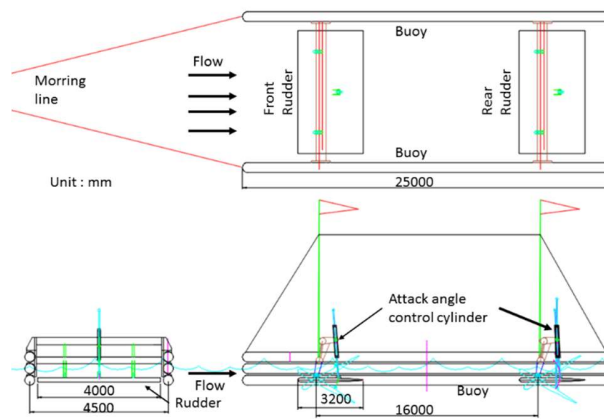 Buoy
Morring
line
Flow
Front
Rudder
Rear
Rudder
Buoy
Unit : mm
25000
Attack angle
control cylinder
Flow
Buoy
4000
Rudder
4500
3200
16000